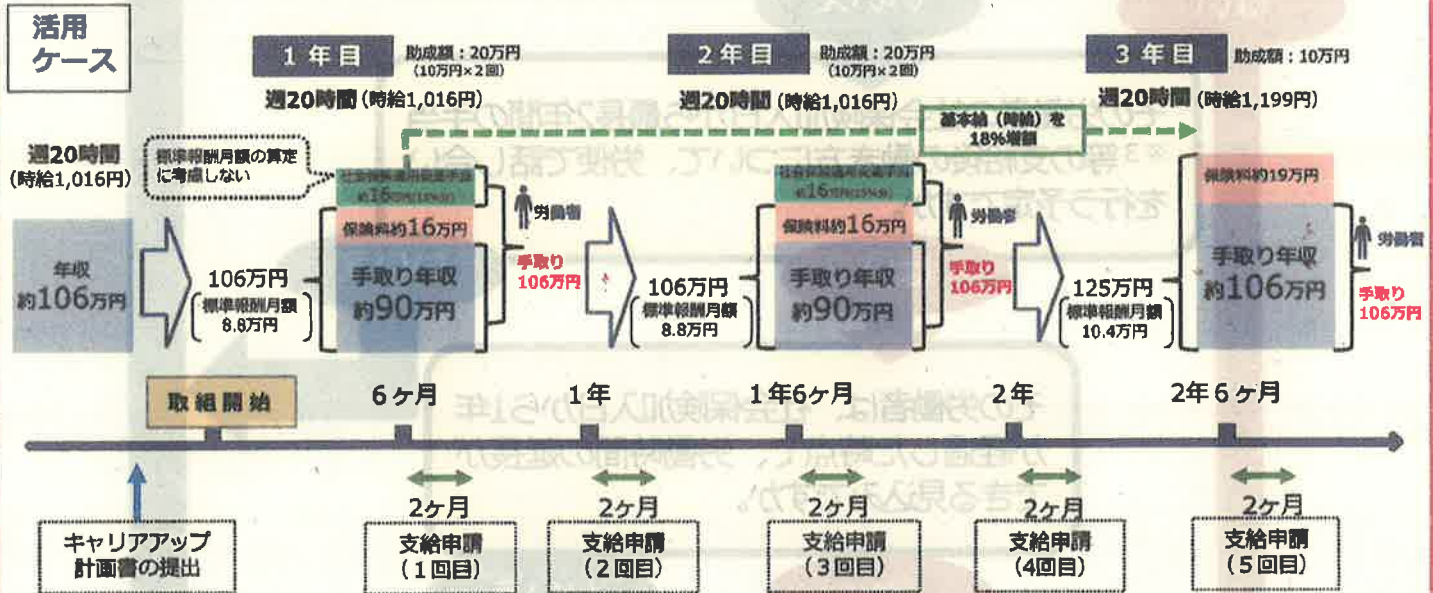 活用
ケース
1年目
助成額：20万円
(10万円×2回)
週20時間(時給1,016円)
2年目
助成額：20万円
(10万円×2回)
週20時間(時給1,016円)
3年目
助成額：10万円
週20時間(時給1,199円)
基本給（時給）を
18%増額
週20時間
(時給1,016円)
標準報酬月額の算定
に考慮しない
年収
約106万円
106万円
標準報酬月額
8.8万円
社会保険適用促進手当
約16万円
保険料約16万円
手取り年収
約90万円
労働者
手取り
106万円
106万円
標準報酬月額
8.8万円
社会保険適用促進手当
約16万円
保険料約16万円
手取り年収
約90万円
労働者
手取り
106万円
125万円
標準報酬月額
10.4万円
保険料約19万円
手取り年収
約106万円
労働者
手取り
106万円
取組開始
6ヶ月
1年
1年6ヶ月
2年
2年6ヶ月
キャリアアップ
計画書の提出
2ヶ月
支給申請
(1回目)
2ヶ月
支給申請
(2回目)
2ヶ月
支給申請
(3回目)
2ヶ月
支給申請
(4回目)
2ヶ月
支給申請
(5回目)